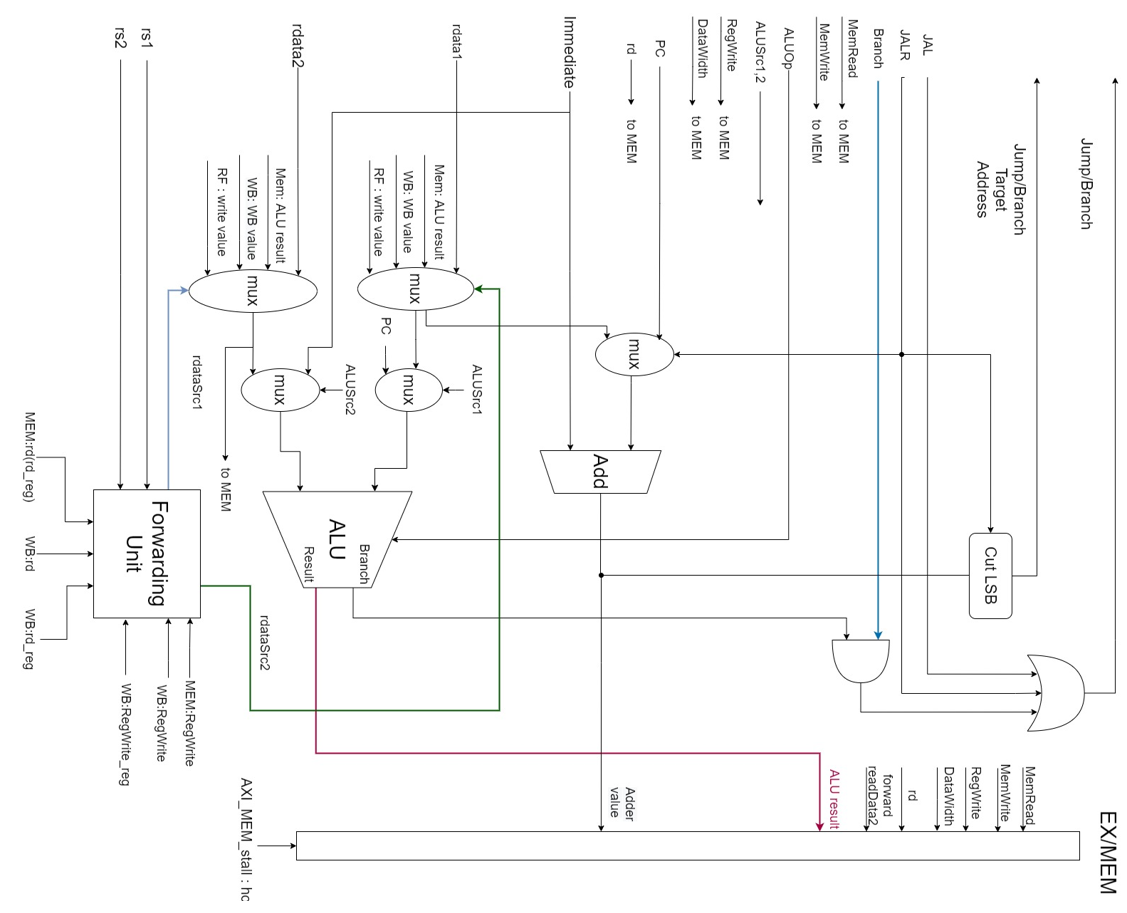 EX/MEM
Jump/Branch
Jump/Branch
Target
Address
MemRead
MemWrite
RegWrite
DataWidth
rd
forward
readData2
ALU result
Adder
value
JAL
JALR
Branch
MemRead
to MEM
MemWrite
to MEM
ALUOp
ALUSrc1,2
RegWrite
to MEM
DataWidth
to MEM
PC
rd
to MEM
Cut LSB
mux
Add
Immediate
rdata1
Mem: ALU result
WB: WB value
RF : write value
mux
PC
ALUSrc1
mux
rdata2
Mem: ALU result
WB: WB value
RF : write value
mux
ALUSrc2
mux
to MEM
ALU
Branch
Result
rdataSrc1
rdataSrc2
rs1
rs2
Forwarding
Unit
MEM:rd(rd_reg)
WB:rd
WB:rd_reg
MEM:RegWrite
WB:RegWrite
WB:RegWrite_reg
AXI_MEM_stall :